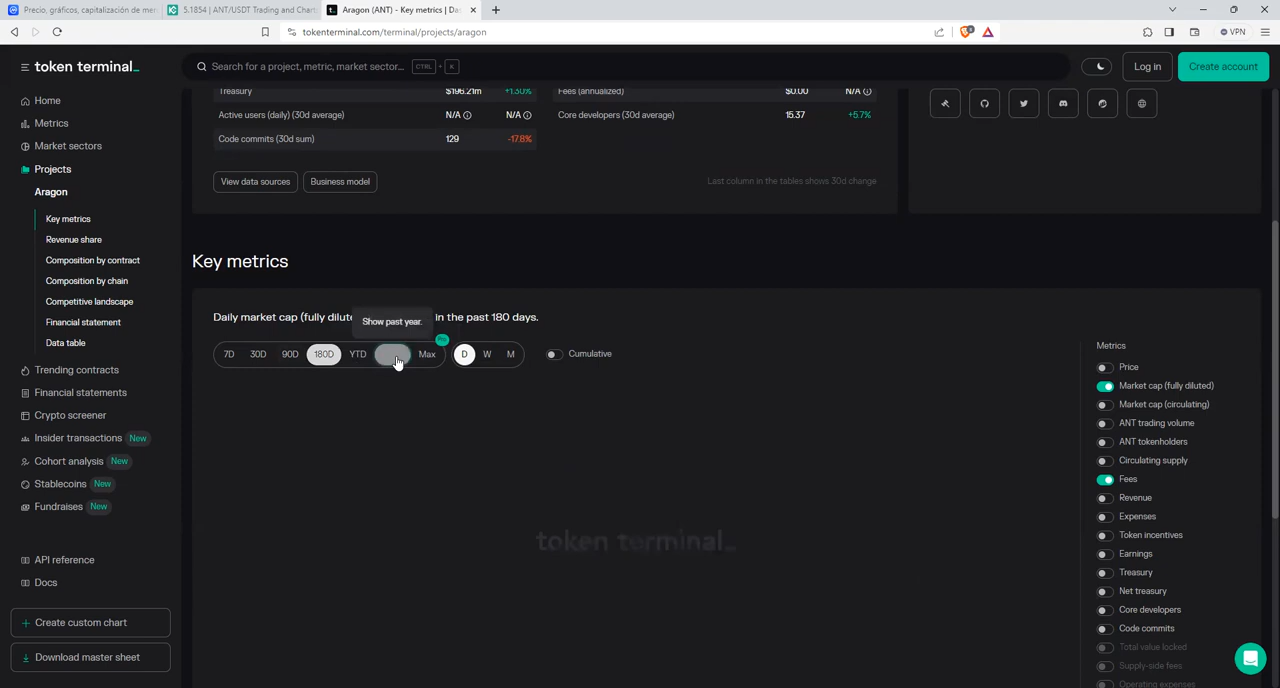 Precio, gráficos, capitalización de mer
5.1854 | ANT/USDT Trading and Chart
Aragon (ANT) - Key metrics | Da
tokenterminal.com/terminal/projects/aragon
VPN
token terminal_
Search for a project, metric, market sector... CTRL + K
Log in
Create account
Home
Metrics
Market sectors
Projects
Aragon
Key metrics
Revenue share
Composition by contract
Composition by chain
Competitive landscape
Financial statement
Data table
Trending contracts
Financial statements
Crypto screener
Insider transactions New
Cohort analysis New
Stablecoins New
Fundraises New
API reference
Docs
+ Create custom chart
Download master sheet
Treasury $196.21m +1.30%
Active users (daily) (30d average) N/A N/A
Code commits (30d sum) 129 -17.8%
Fees (annualized) $0.00 N/A
Core developers (30d average) 15.37 +5.7%
View data sources
Business model
Last column in the tables shows 30d change
Key metrics
Daily market cap (fully dilute in the past 180 days.
Show past year.
Pro
7D 30D 90D 180D YTD Max D W M Cumulative
token terminal_
Metrics
Price
Market cap (fully diluted)
Market cap (circulating)
ANT trading volume
ANT tokenholders
Circulating supply
Fees
Revenue
Expenses
Token incentives
Earnings
Treasury
Net treasury
Core developers
Code commits
Total value locked
Supply-side fees
Operating expenses